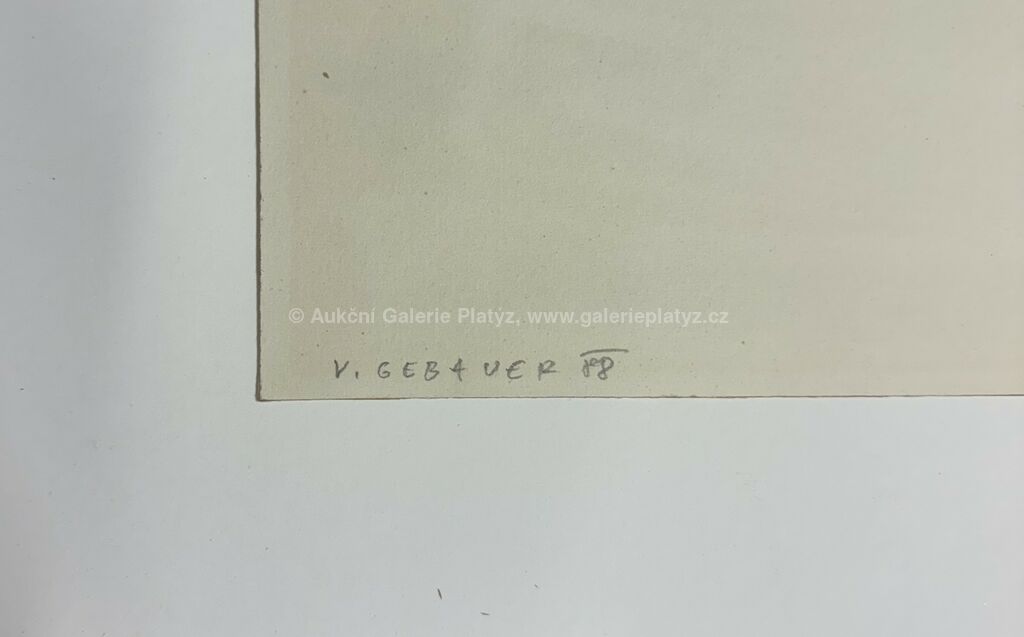 © Aukční Galerie Platýz, www.galerieplatyz.cz
V. GEBAUER 88